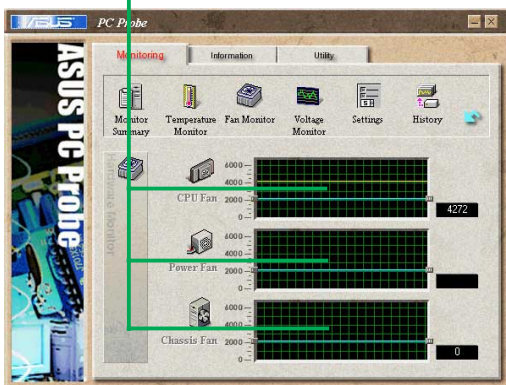 ASUS PC Probe
ASUS PC Probe
Monitoring Information Utility
Monitor Summary
Temperature Monitor
Fan Monitor
Voltage Monitor
Settings
History
Hardware Monitor
6000
4000
2000
0
CPU Fan
4272
6000
4000
2000
0
Power Fan
6000
4000
2000
0
Chassis Fan
0